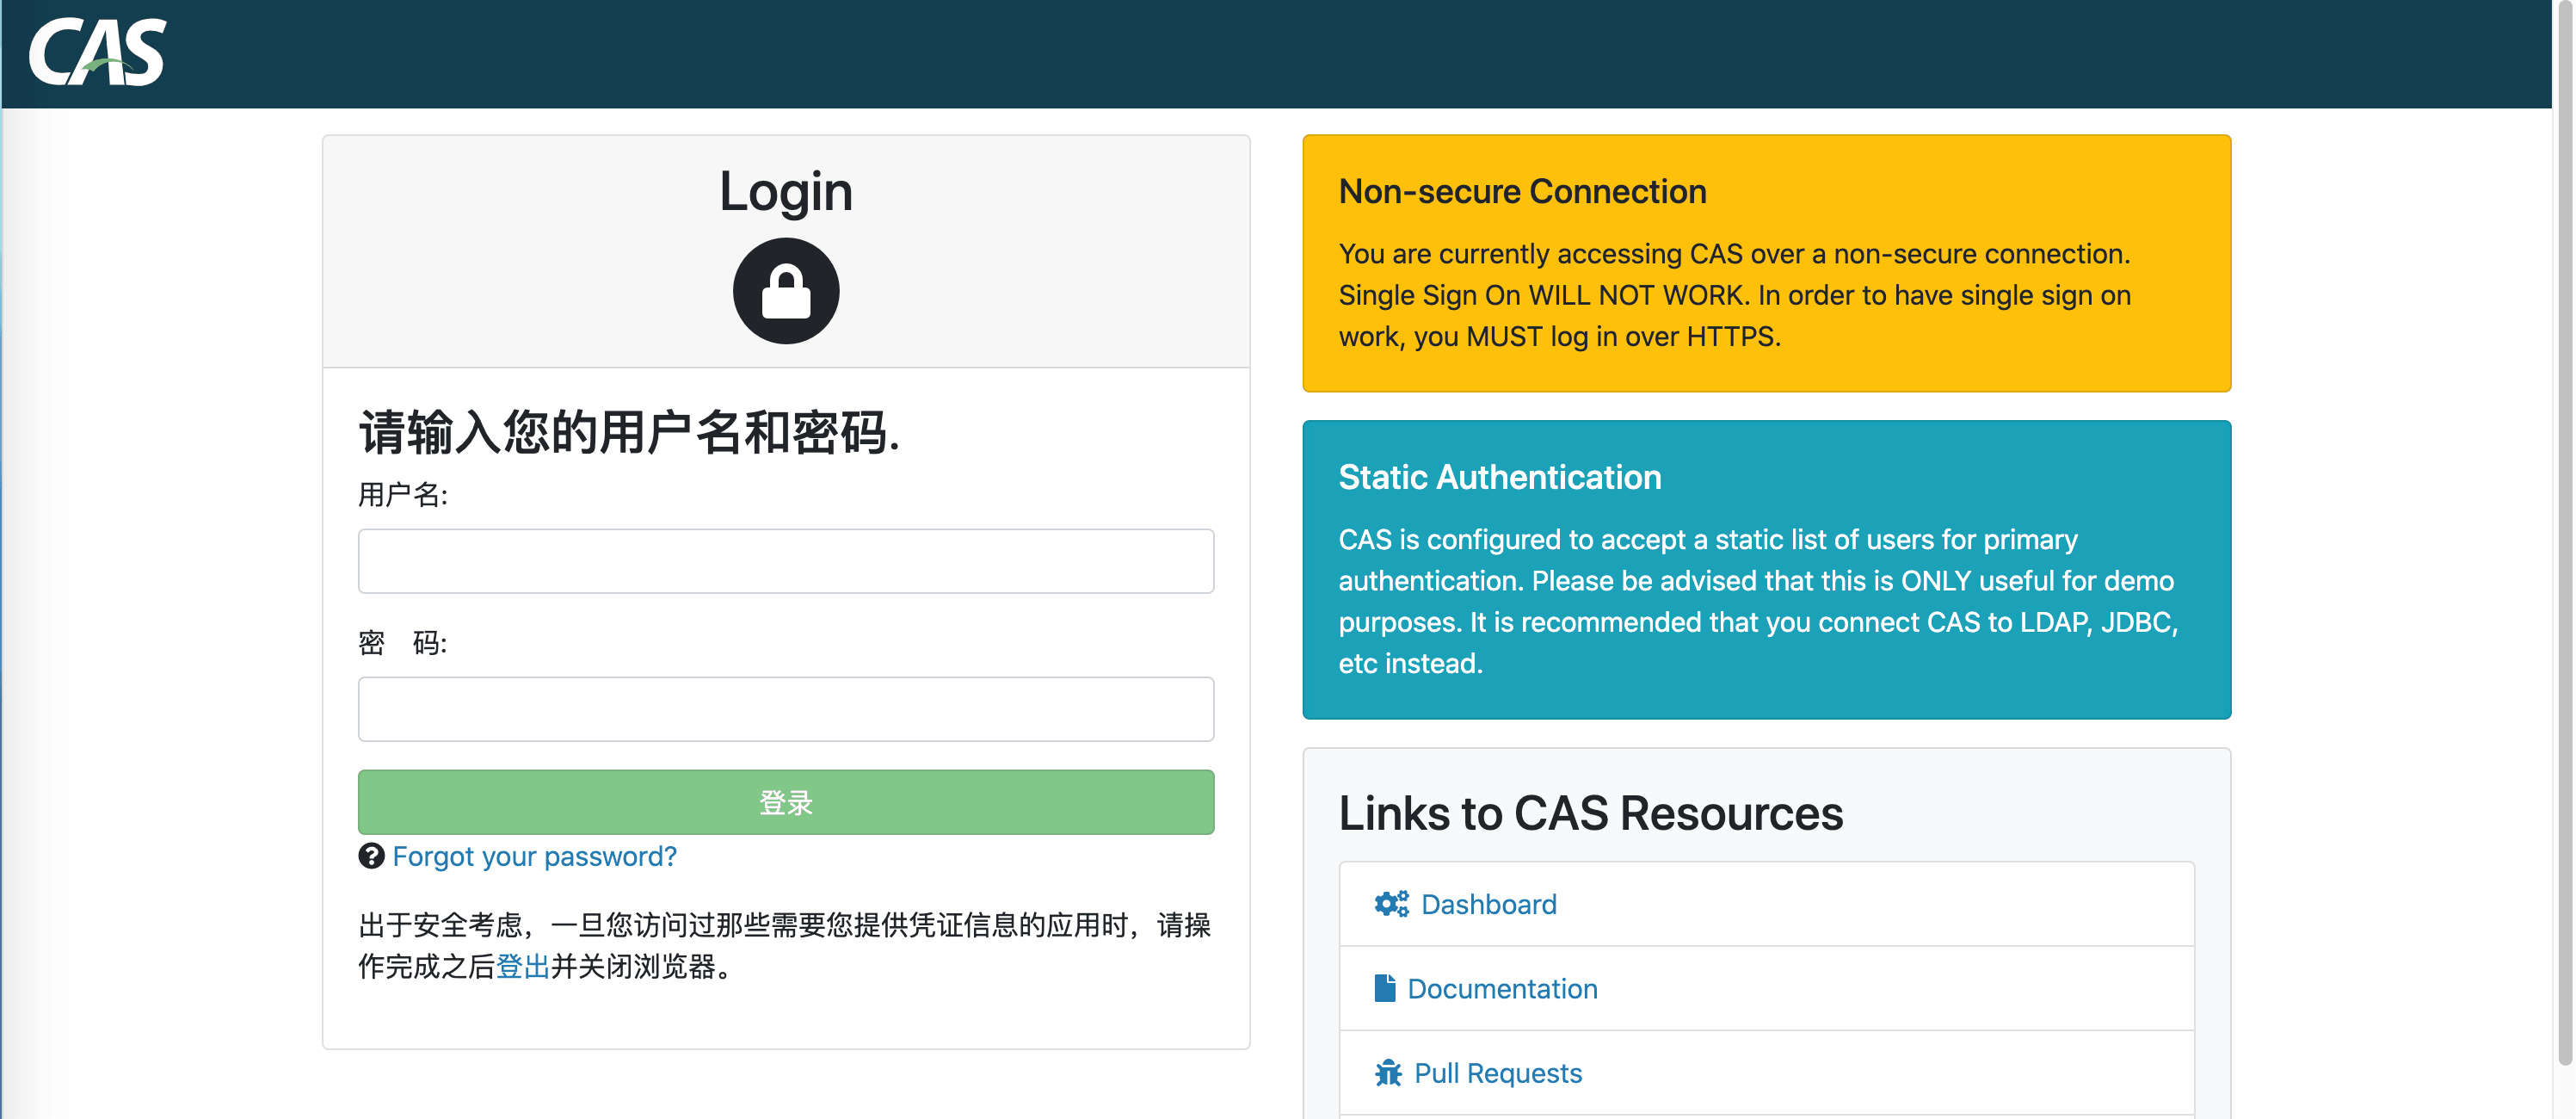 CAS
Login
请输入您的用户名和密码.
用户名:
密　码:
登录
Forgot your password?
出于安全考虑，一旦您访问过那些需要您提供凭证信息的应用时，请操
作完成之后登出并关闭浏览器。
Non-secure Connection
You are currently accessing CAS over a non-secure connection.
Single Sign On WILL NOT WORK. In order to have single sign on
work, you MUST log in over HTTPS.
Static Authentication
CAS is configured to accept a static list of users for primary
authentication. Please be advised that this is ONLY useful for demo
purposes. It is recommended that you connect CAS to LDAP, JDBC,
etc instead.
Links to CAS Resources
Dashboard
Documentation
Pull Requests